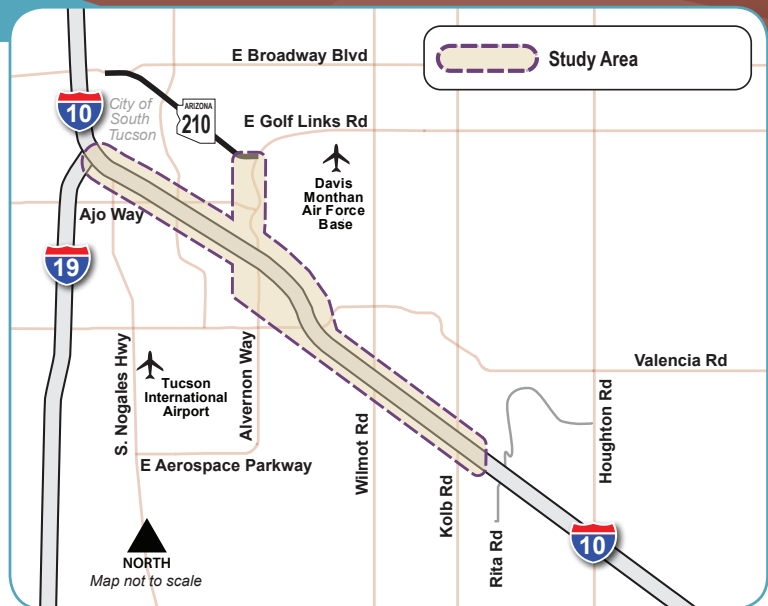 E Broadway Blvd
Study Area
10
City of
South
Tucson
ARIZONA
210
E Golf Links Rd
Davis
Monthan
Air Force
Base
Ajo Way
19
S. Nogales Hwy
Tucson
International
Airport
Alvernon Way
Valencia Rd
Wilmot Rd
Houghton Rd
E Aerospace Parkway
Kolb Rd
Rita Rd
10
NORTH
Map not to scale